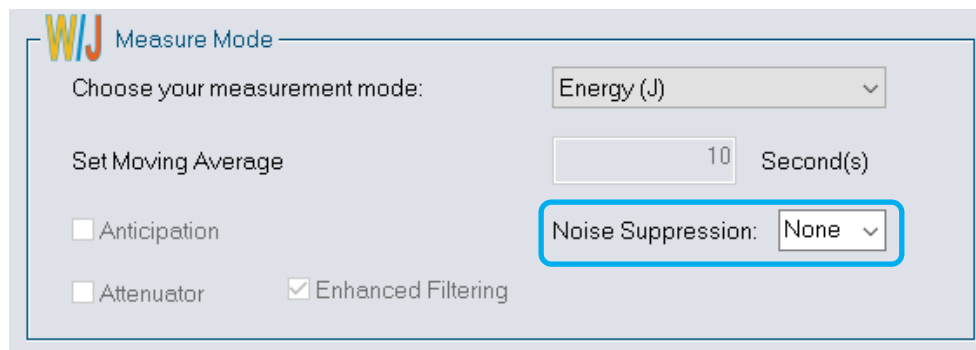 W/J Measure Mode
Choose your measurement mode: Energy (J)
Set Moving Average 10 Second(s)
Anticipation Noise Suppression: None
Attenuator Enhanced Filtering